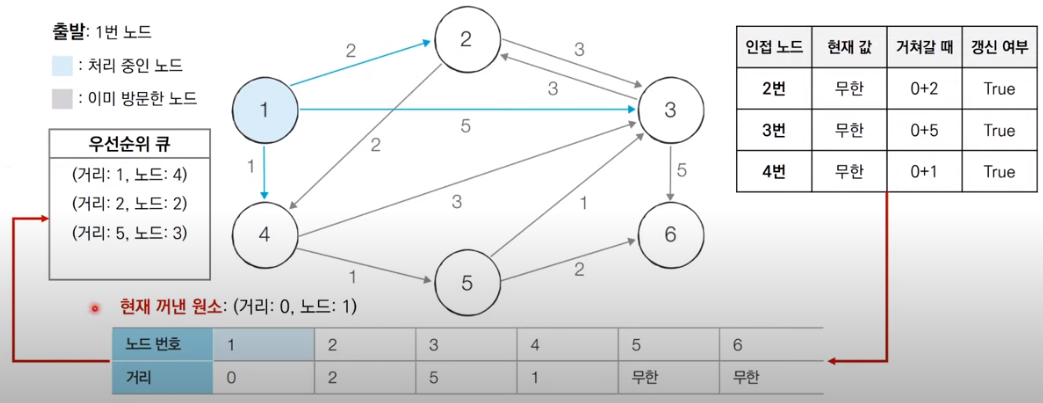 출발: 1번 노드
: 처리 중인 노드
: 이미 방문한 노드
우선순위 큐
(거리: 1, 노드: 4)
(거리: 2, 노드: 2)
(거리: 5, 노드: 3)
2
2
3
3
1
5
3
2
1
5
4
3
1
6
5
1
2
인접 노드 현재 값 거쳐갈 때 갱신 여부
2번 무한 0+2 True
3번 무한 0+5 True
4번 무한 0+1 True
현재 꺼낸 원소: (거리: 0, 노드: 1)
노드 번호 1 2 3 4 5 6
거리 0 2 5 1 무한 무한